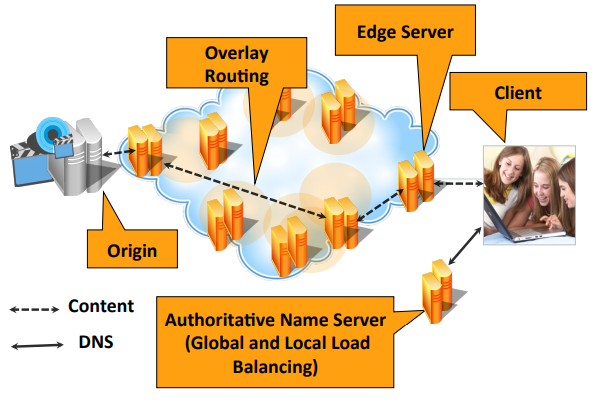 Edge Server
Overlay
Routing
Client
Origin
Content
DNS
Authoritative Name Server
(Global and Local Load
Balancing)